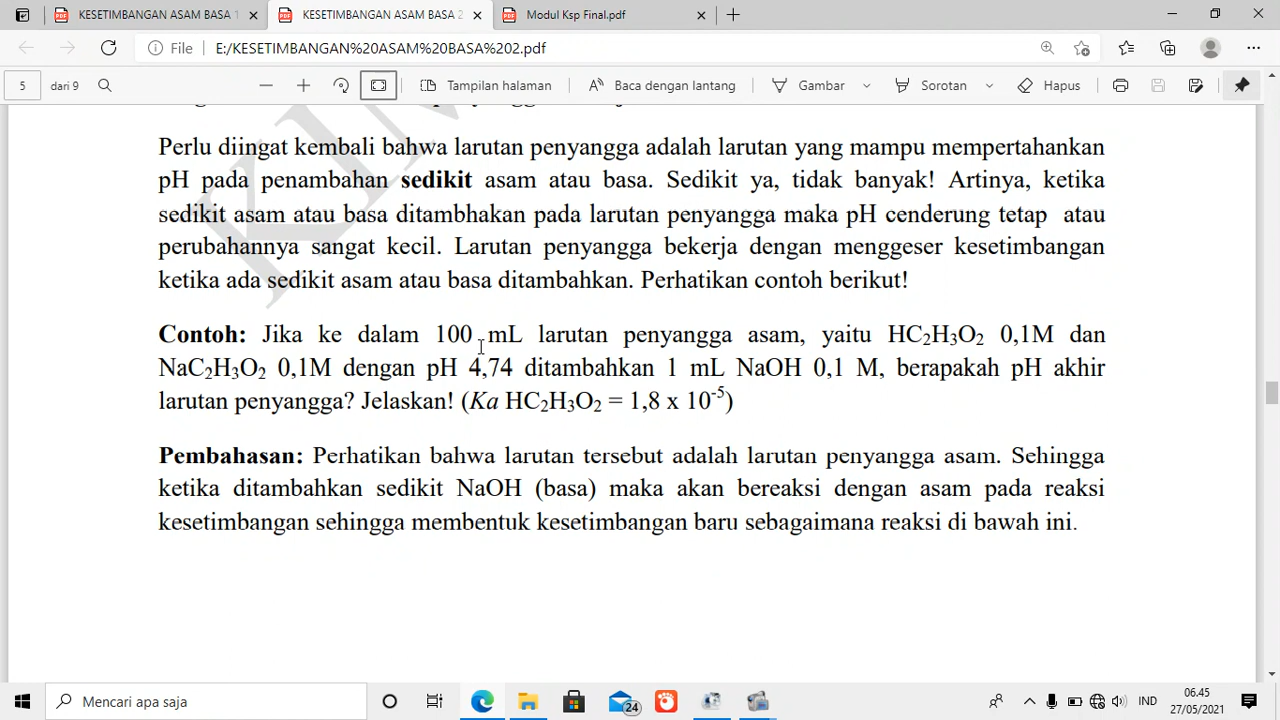 KESETIMBANGAN ASAM BASA 1
KESETIMBANGAN ASAM BASA 2
Modul Ksp Final.pdf
File
E:/KESETIMBANGAN%20ASAM%20BASA%202.pdf
5 dari 9
Tampilan halaman
Baca dengan lantang
Gambar
Sorotan
Hapus
Perlu diingat kembali bahwa larutan penyangga adalah larutan yang mampu mempertahankan
pH pada penambahan sedikit asam atau basa. Sedikit ya, tidak banyak! Artinya, ketika
sedikit asam atau basa ditambhakan pada larutan penyangga maka pH cenderung tetap atau
perubahannya sangat kecil. Larutan penyangga bekerja dengan menggeser kesetimbangan
ketika ada sedikit asam atau basa ditambahkan. Perhatikan contoh berikut!
Contoh: Jika ke dalam 100 mL larutan penyangga asam, yaitu HC₂H₃O₂ 0,1M dan
NaC₂H₃O₂ 0,1M dengan pH 4,74 ditambahkan 1 mL NaOH 0,1 M, berapakah pH akhir
larutan penyangga? Jelaskan! (Ka HC₂H₃O₂ = 1,8 x 10⁻⁵)
Pembahasan: Perhatikan bahwa larutan tersebut adalah larutan penyangga asam. Sehingga
ketika ditambahkan sedikit NaOH (basa) maka akan bereaksi dengan asam pada reaksi
kesetimbangan sehingga membentuk kesetimbangan baru sebagaimana reaksi di bawah ini.
Mencari apa saja
24
IND
06.45
27/05/2021